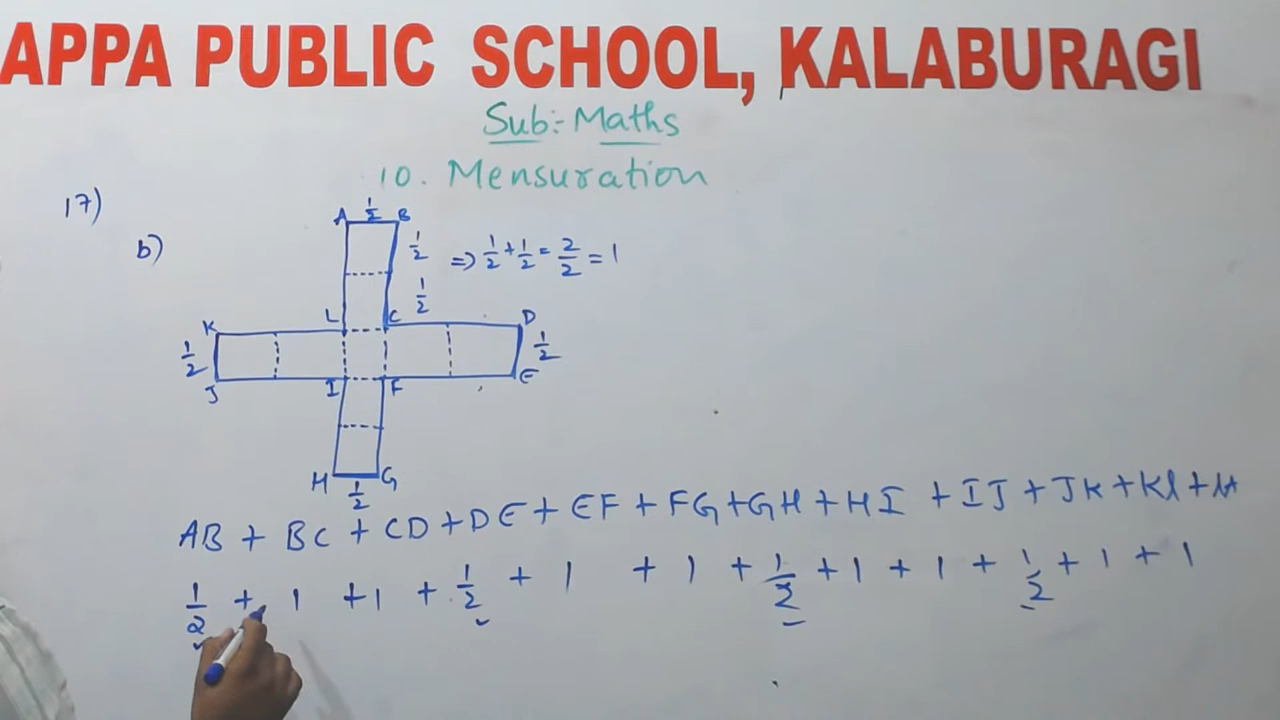 APPA PUBLIC SCHOOL, KALABURAGI
Sub:- Maths
10. Mensuration
17)
b)
A 1/2 B
1/2 ⇒ 1/2 + 1/2 = 2/2 = 1
1/2
K L C D
1/2 1/2
J I F E
H G
1/2
AB + BC + CD + DE + EF + FG + GH + HI + IJ + JK + KL + LA
1/2 + 1 + 1 + 1/2 + 1 + 1 + 1/2 + 1 + 1 + 1/2 + 1 + 1